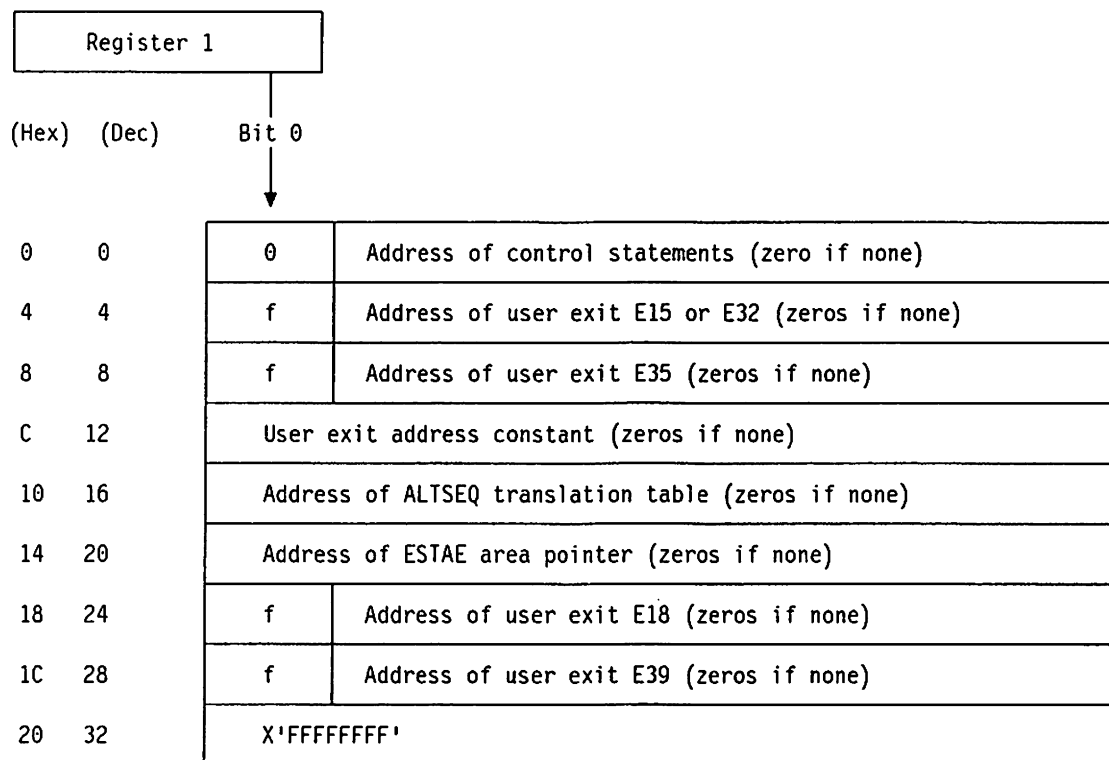 Register 1
(Hex) (Dec) Bit 0
0 0 0 Address of control statements (zero if none)
4 4 f Address of user exit E15 or E32 (zeros if none)
8 8 f Address of user exit E35 (zeros if none)
C 12 User exit address constant (zeros if none)
10 16 Address of ALTSEQ translation table (zeros if none)
14 20 Address of ESTAE area pointer (zeros if none)
18 24 f Address of user exit E18 (zeros if none)
1C 28 f Address of user exit E39 (zeros if none)
20 32 X'FFFFFFFF'